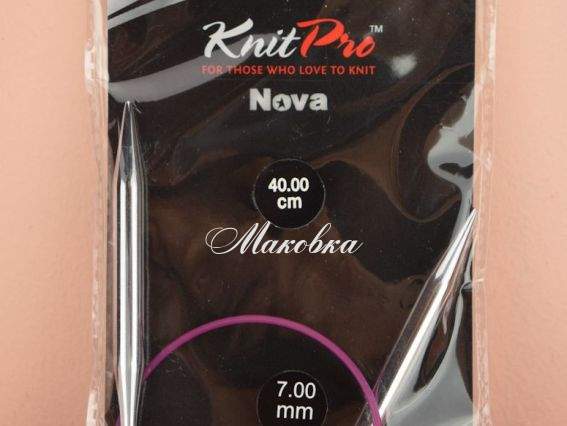 KnitPro™
FOR THOSE WHO LOVE TO KNIT
Nova
40.00
cm
Маковка
7.00
mm